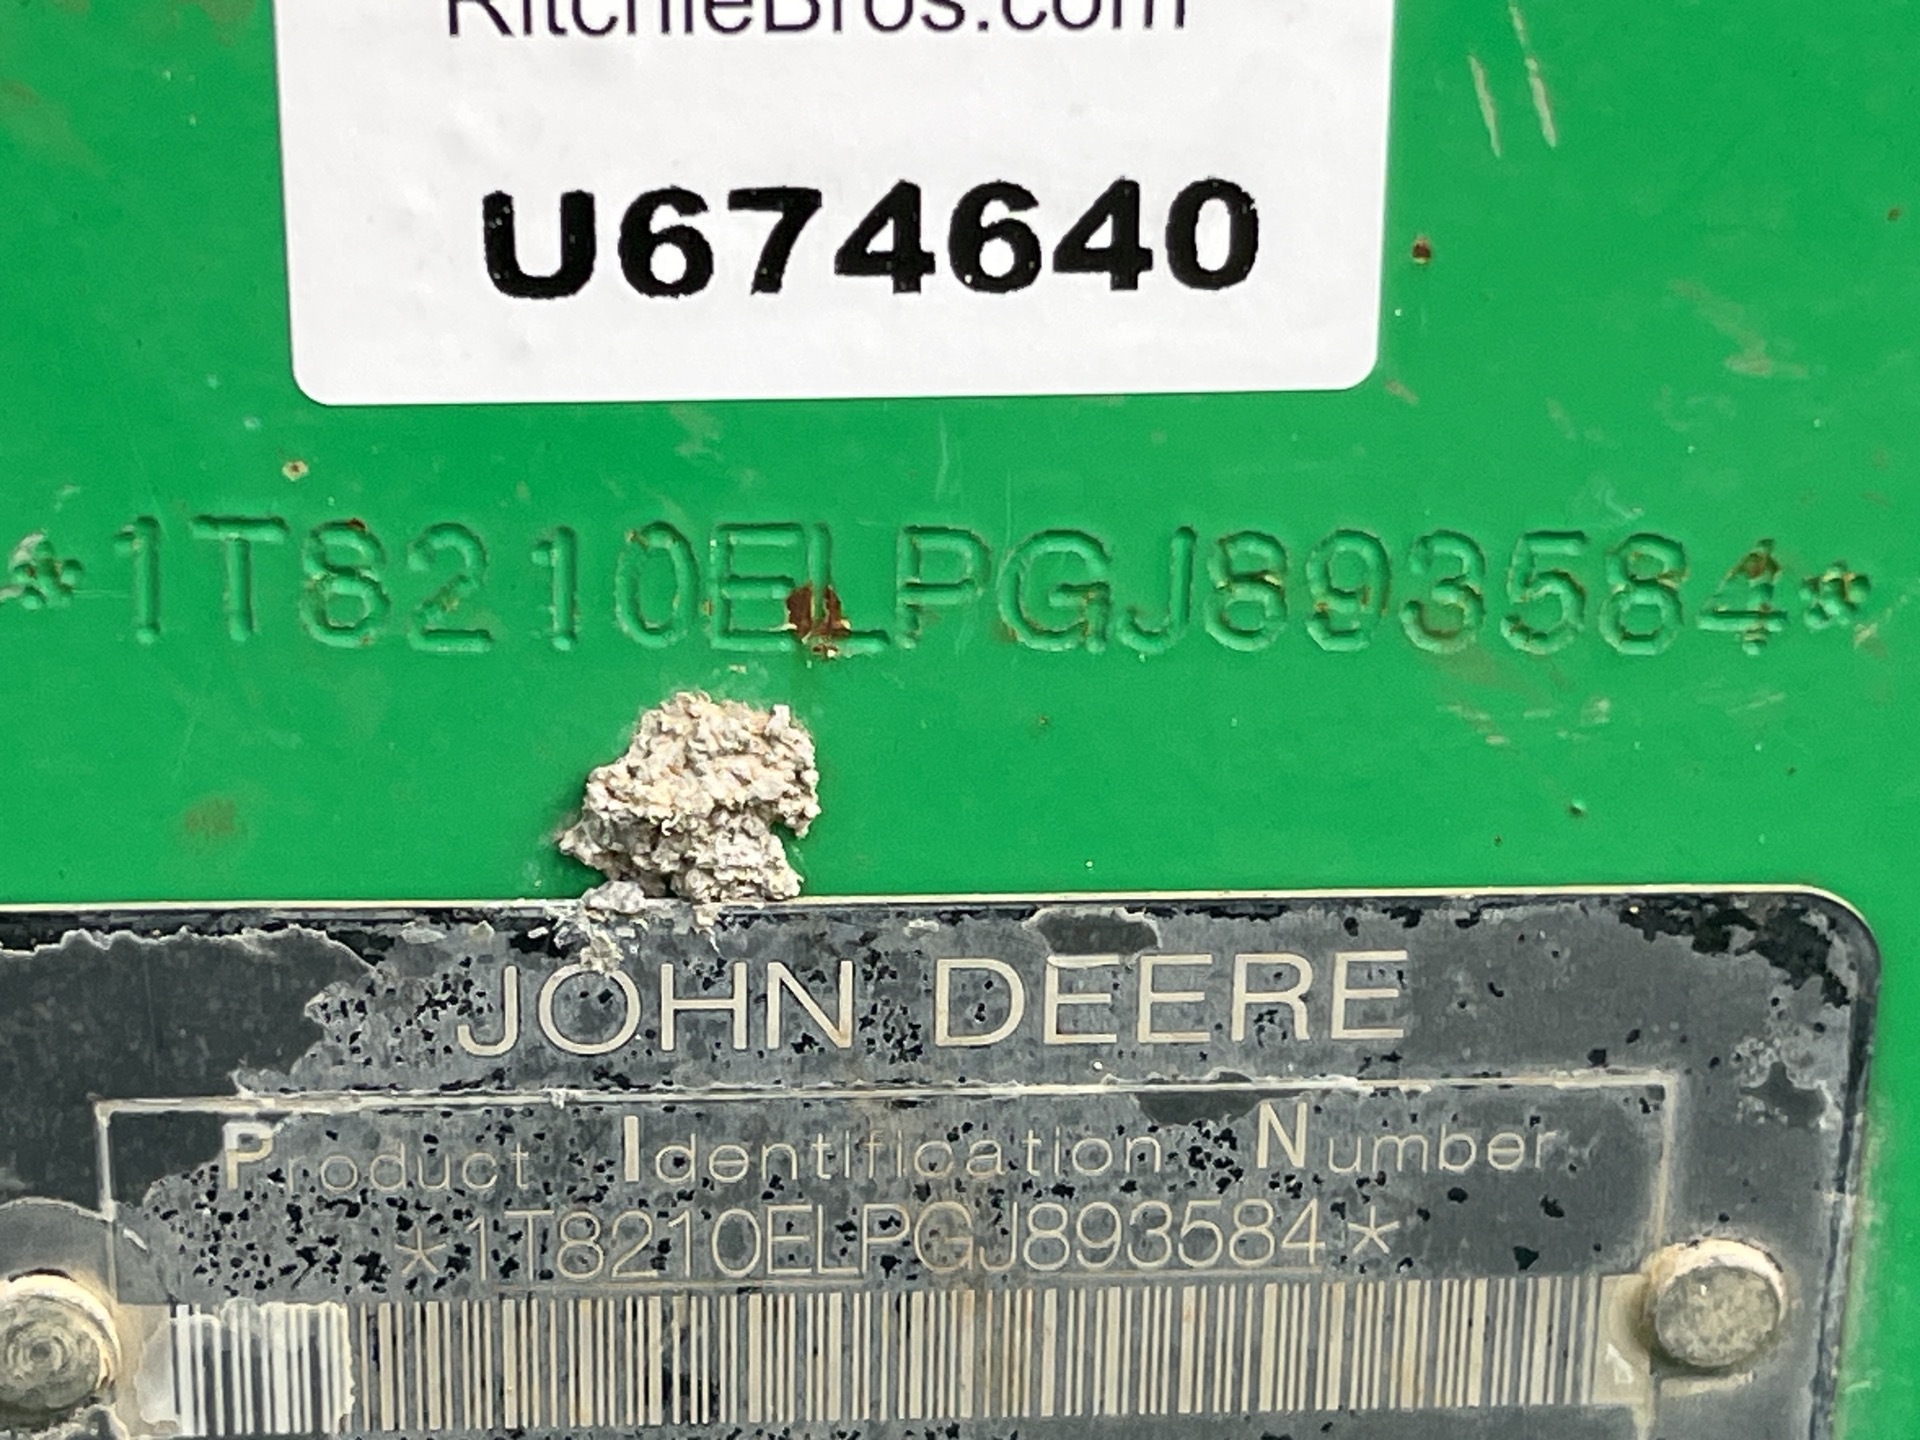 RitchieBros.com
U674640
*1T8210ELPGJ893584*
JOHN DEERE
Product Identification Number
*1T8210ELPGJ893584*